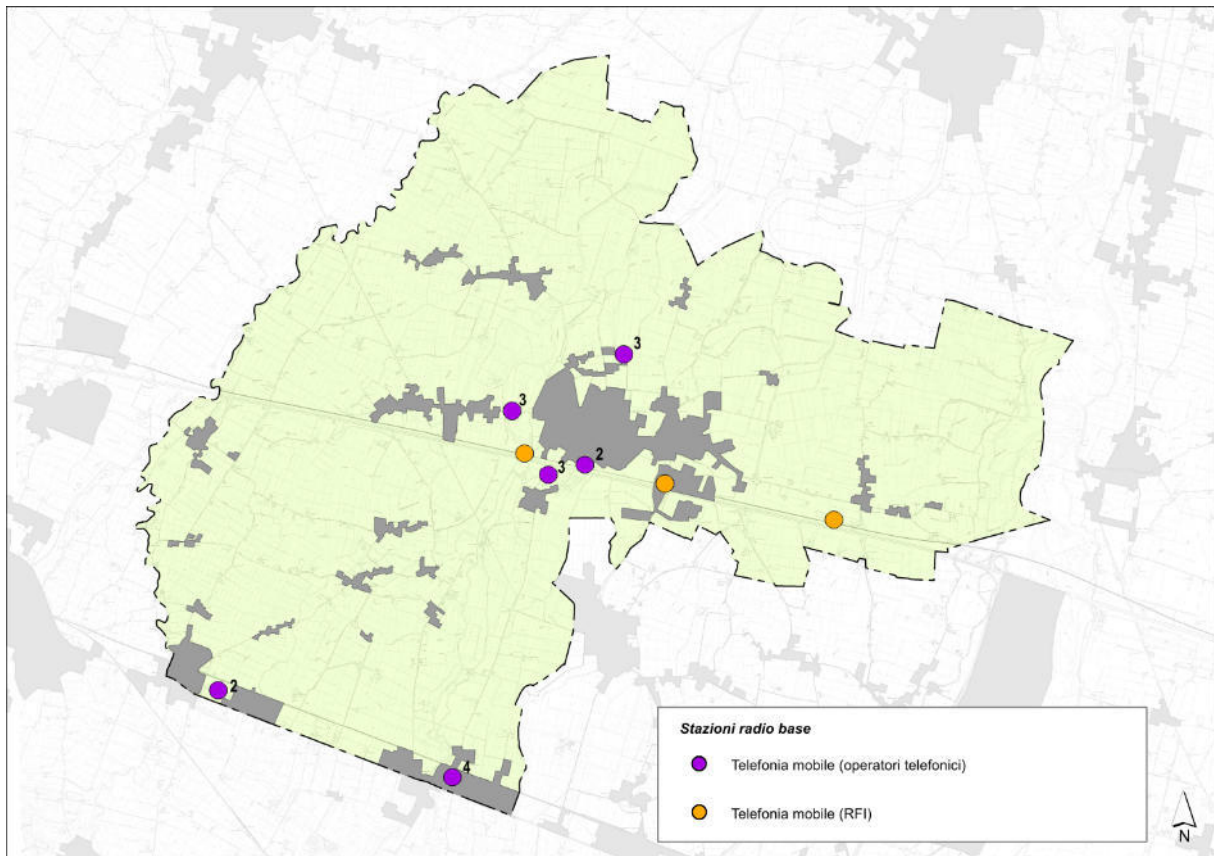 3
3
2
3
2
4
Stazioni radio base
Telefonia mobile (operatori telefonici)
Telefonia mobile (RFI)
N